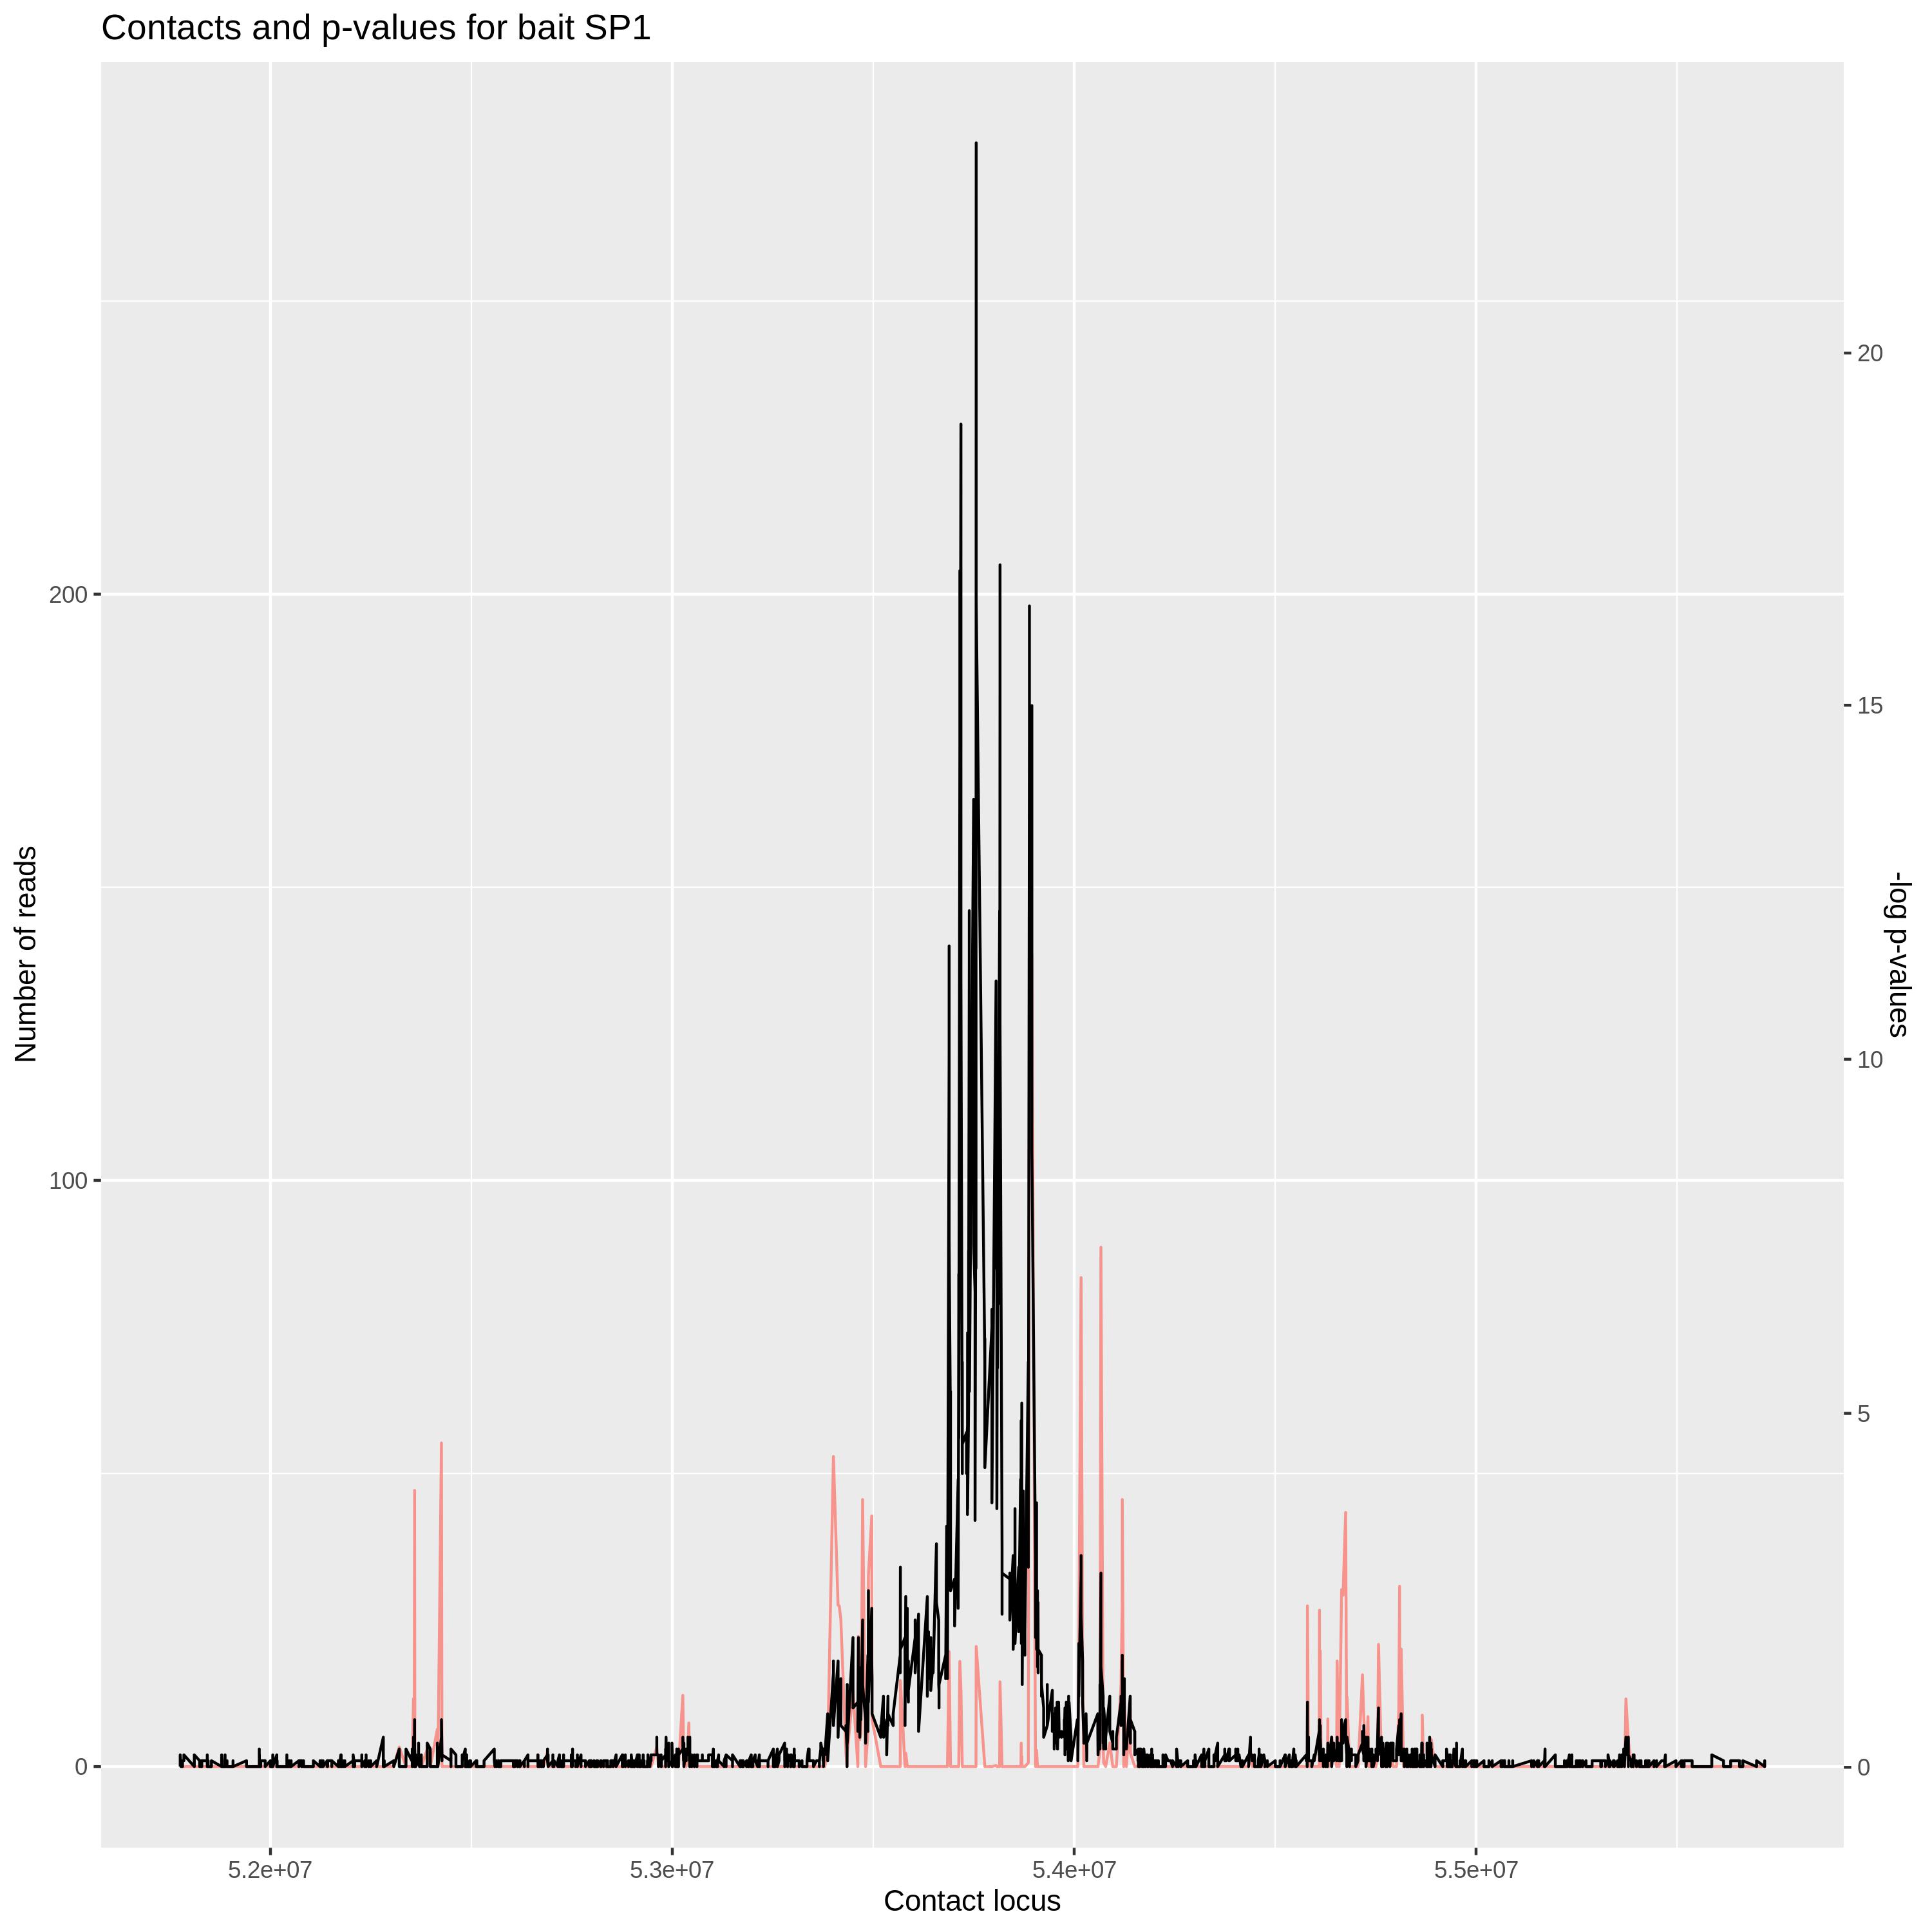 Contacts and p-values for bait SP1
200
100
0
Number of reads
20
15
10
5
0
-log p-values
5.2e+07
5.3e+07
5.4e+07
5.5e+07
Contact locus